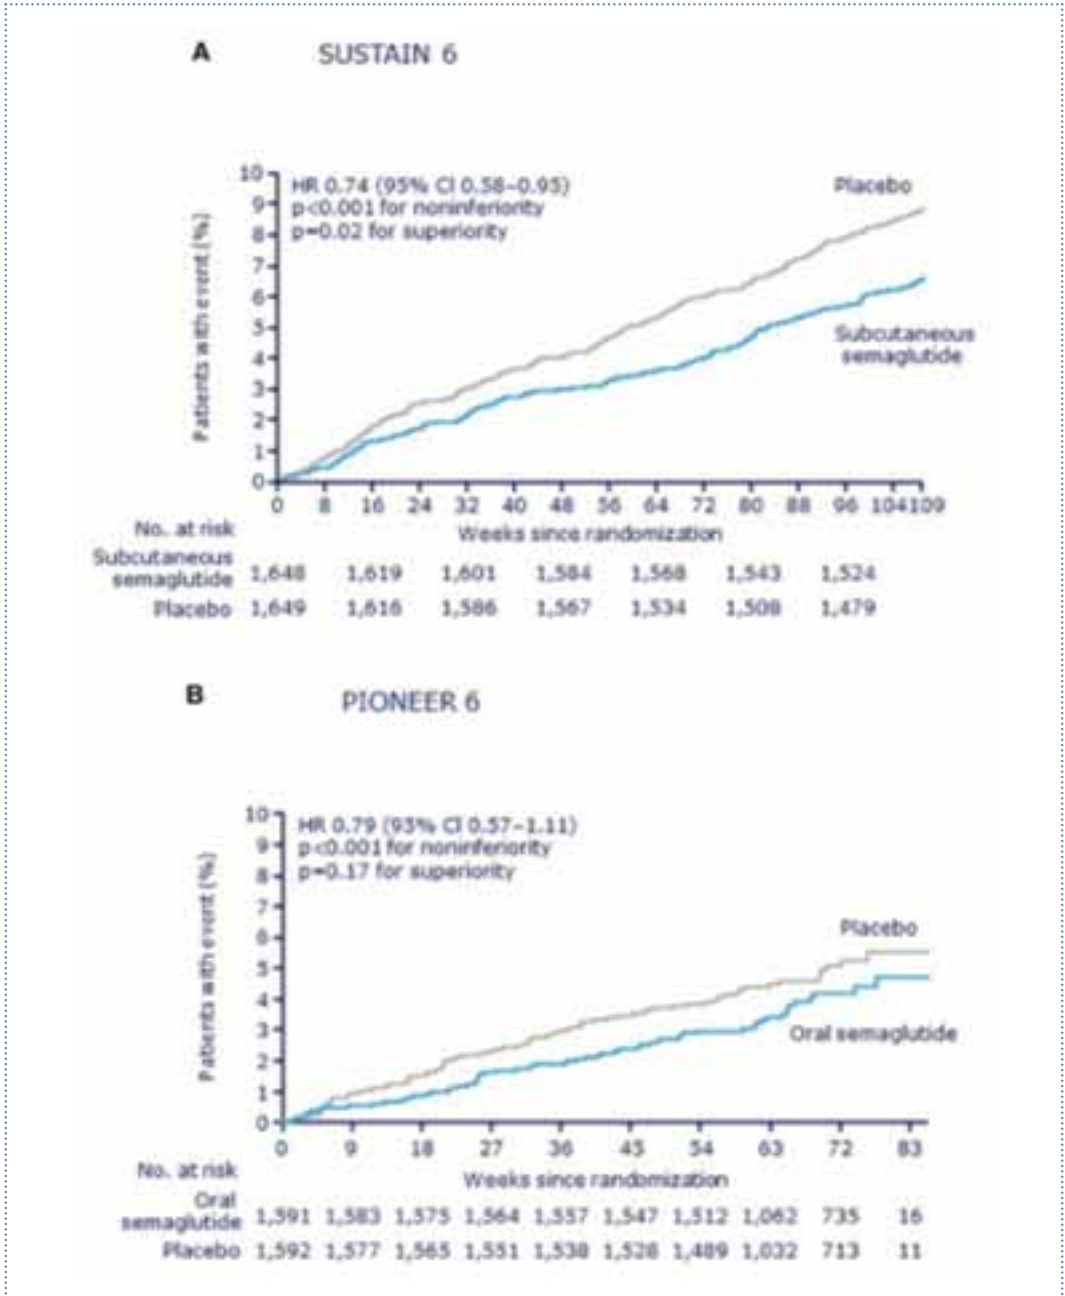 A SUSTAIN 6
10
9
8
7
6
5
4
3
2
1
0
Patients with event (%)
HR 0.74 (95% CI 0.58–0.95)
p<0.001 for noninferiority
p=0.02 for superiority
Placebo
Subcutaneous
semaglutide
0 8 16 24 32 40 48 56 64 72 80 88 96 104 109
Weeks since randomization
No. at risk
Subcutaneous
semaglutide 1,648 1,619 1,601 1,584 1,568 1,543 1,524
Placebo 1,649 1,616 1,586 1,567 1,534 1,508 1,479
B PIONEER 6
10
9
8
7
6
5
4
3
2
1
0
Patients with event (%)
HR 0.79 (95% CI 0.57–1.11)
p<0.001 for noninferiority
p=0.17 for superiority
Placebo
Oral semaglutide
0 9 18 27 36 45 54 63 72 83
Weeks since randomization
No. at risk
Oral
semaglutide 1,591 1,583 1,575 1,564 1,557 1,547 1,512 1,062 735 16
Placebo 1,592 1,577 1,565 1,551 1,538 1,528 1,489 1,032 713 11